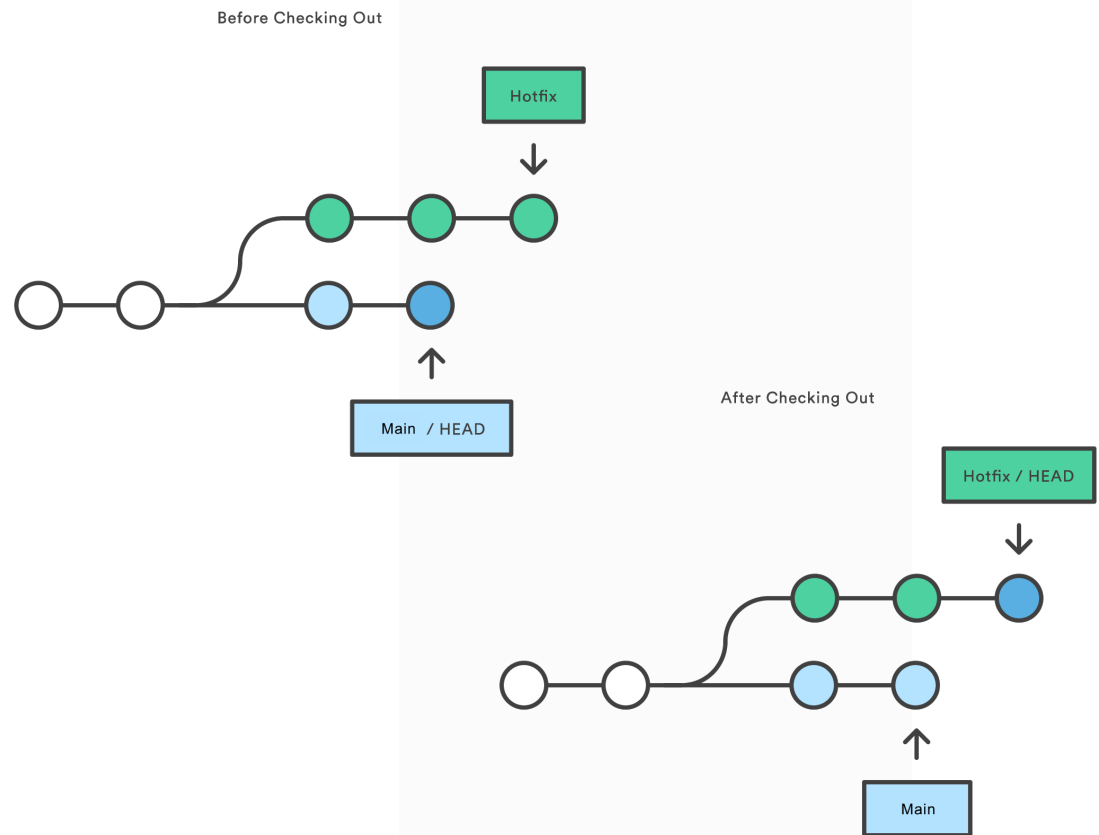 Before Checking Out
Hotfix
Main / HEAD
After Checking Out
Hotfix / HEAD
Main